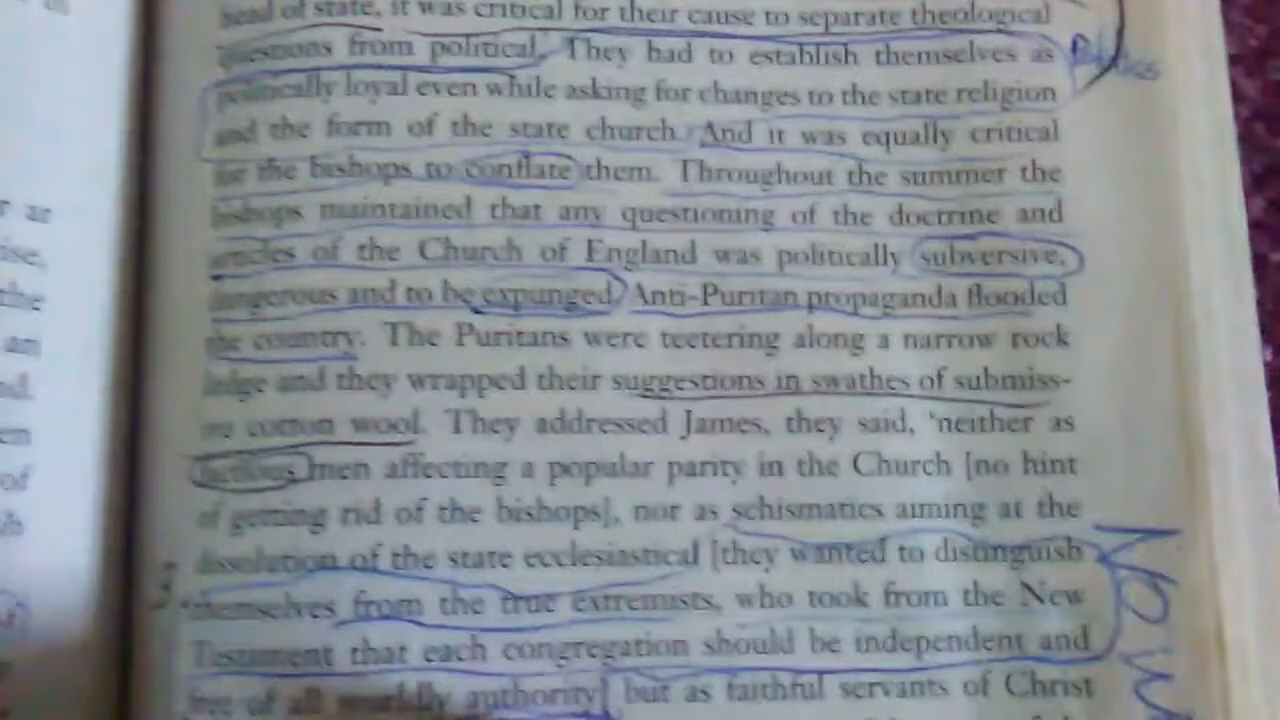 head of state, it was critical for their cause to separate theological
questions from political. They had to establish themselves as
politically loyal even while asking for changes to the state religion
and the form of the state church. And it was equally critical
for the bishops to conflate them. Throughout the summer the
bishops maintained that any questioning of the doctrine and
articles of the Church of England was politically subversive,
dangerous and to be expunged. Anti-Puritan propaganda flooded
the country. The Puritans were teetering along a narrow rock
ledge and they wrapped their suggestions in swathes of submiss-
ive cotton wool. They addressed James, they said, 'neither as
factious men affecting a popular parity in the Church [no hint
of getting rid of the bishops], nor as schismatics aiming at the
dissolution of the state ecclesiastical [they wanted to distinguish
themselves from the true extremists, who took from the New
Testament that each congregation should be independent and
free of all worldly authority] but as faithful servants of Christ
the
an
of